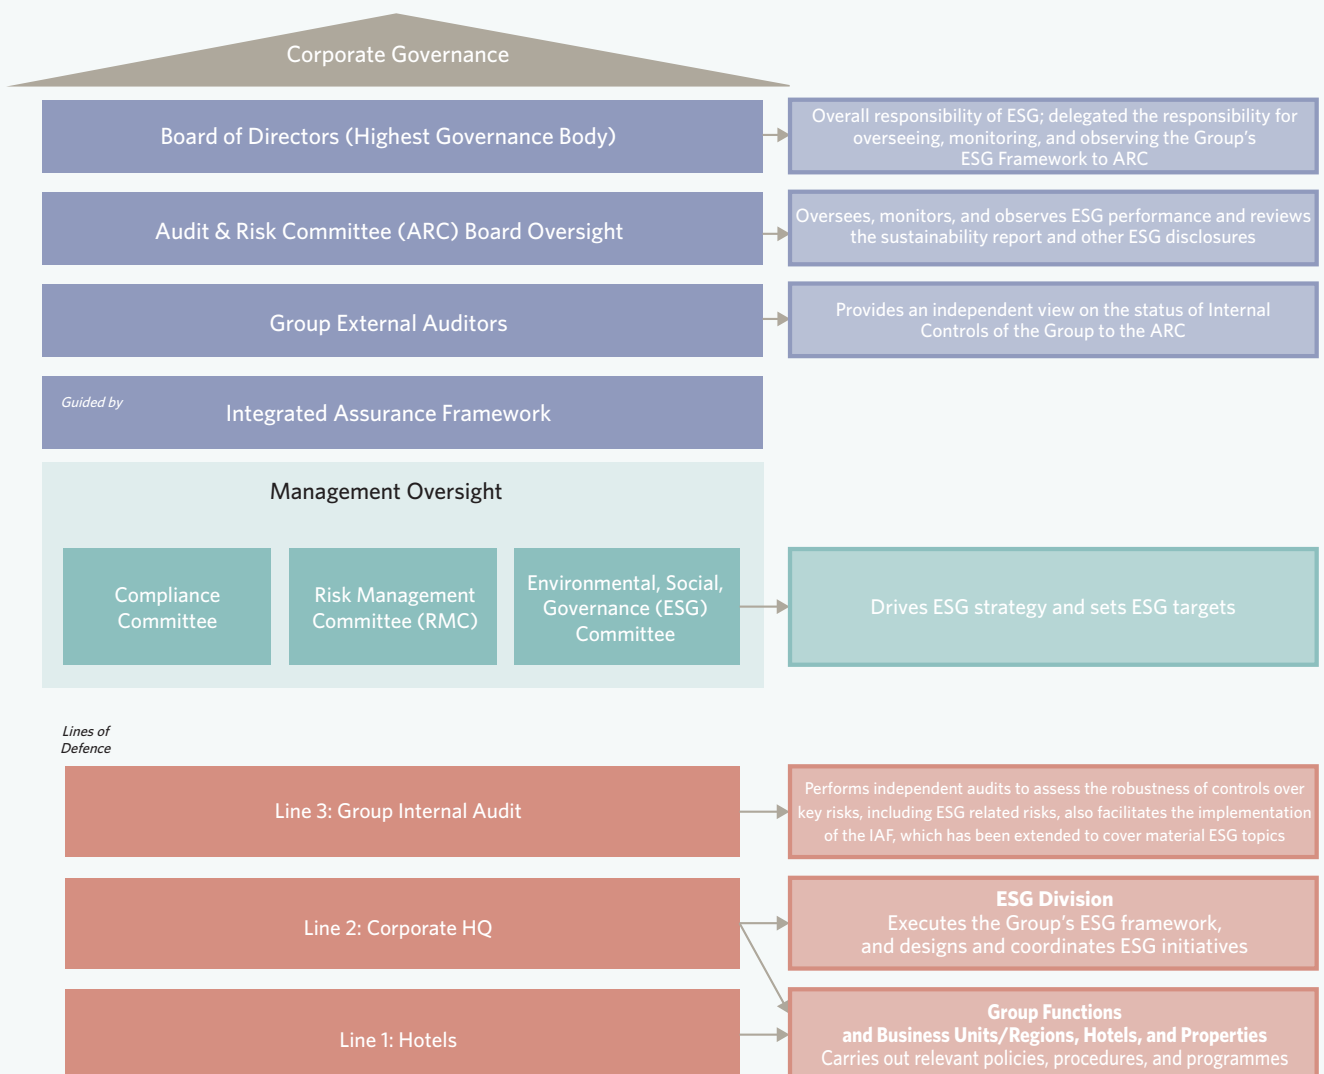 Corporate Governance
Board of Directors (Highest Governance Body)
Overall responsibility of ESG; delegated the responsibility for
overseeing, monitoring, and observing the Group's
ESG Framework to ARC
Audit & Risk Committee (ARC) Board Oversight
Oversees, monitors, and observes ESG performance and reviews
the sustainability report and other ESG disclosures
Group External Auditors
Provides an independent view on the status of Internal
Controls of the Group to the ARC
Guided by
Integrated Assurance Framework
Management Oversight
Compliance
Committee
Risk Management
Committee (RMC)
Environmental, Social,
Governance (ESG)
Committee
Drives ESG strategy and sets ESG targets
Lines of
Defence
Line 3: Group Internal Audit
Performs independent audits to assess the robustness of controls over
key risks, including ESG related risks, also facilitates the implementation
of the IAF, which has been extended to cover material ESG topics
Line 2: Corporate HQ
ESG Division
Executes the Group's ESG framework,
and designs and coordinates ESG initiatives
Line 1: Hotels
Group Functions
and Business Units/Regions, Hotels, and Properties
Carries out relevant policies, procedures, and programmes